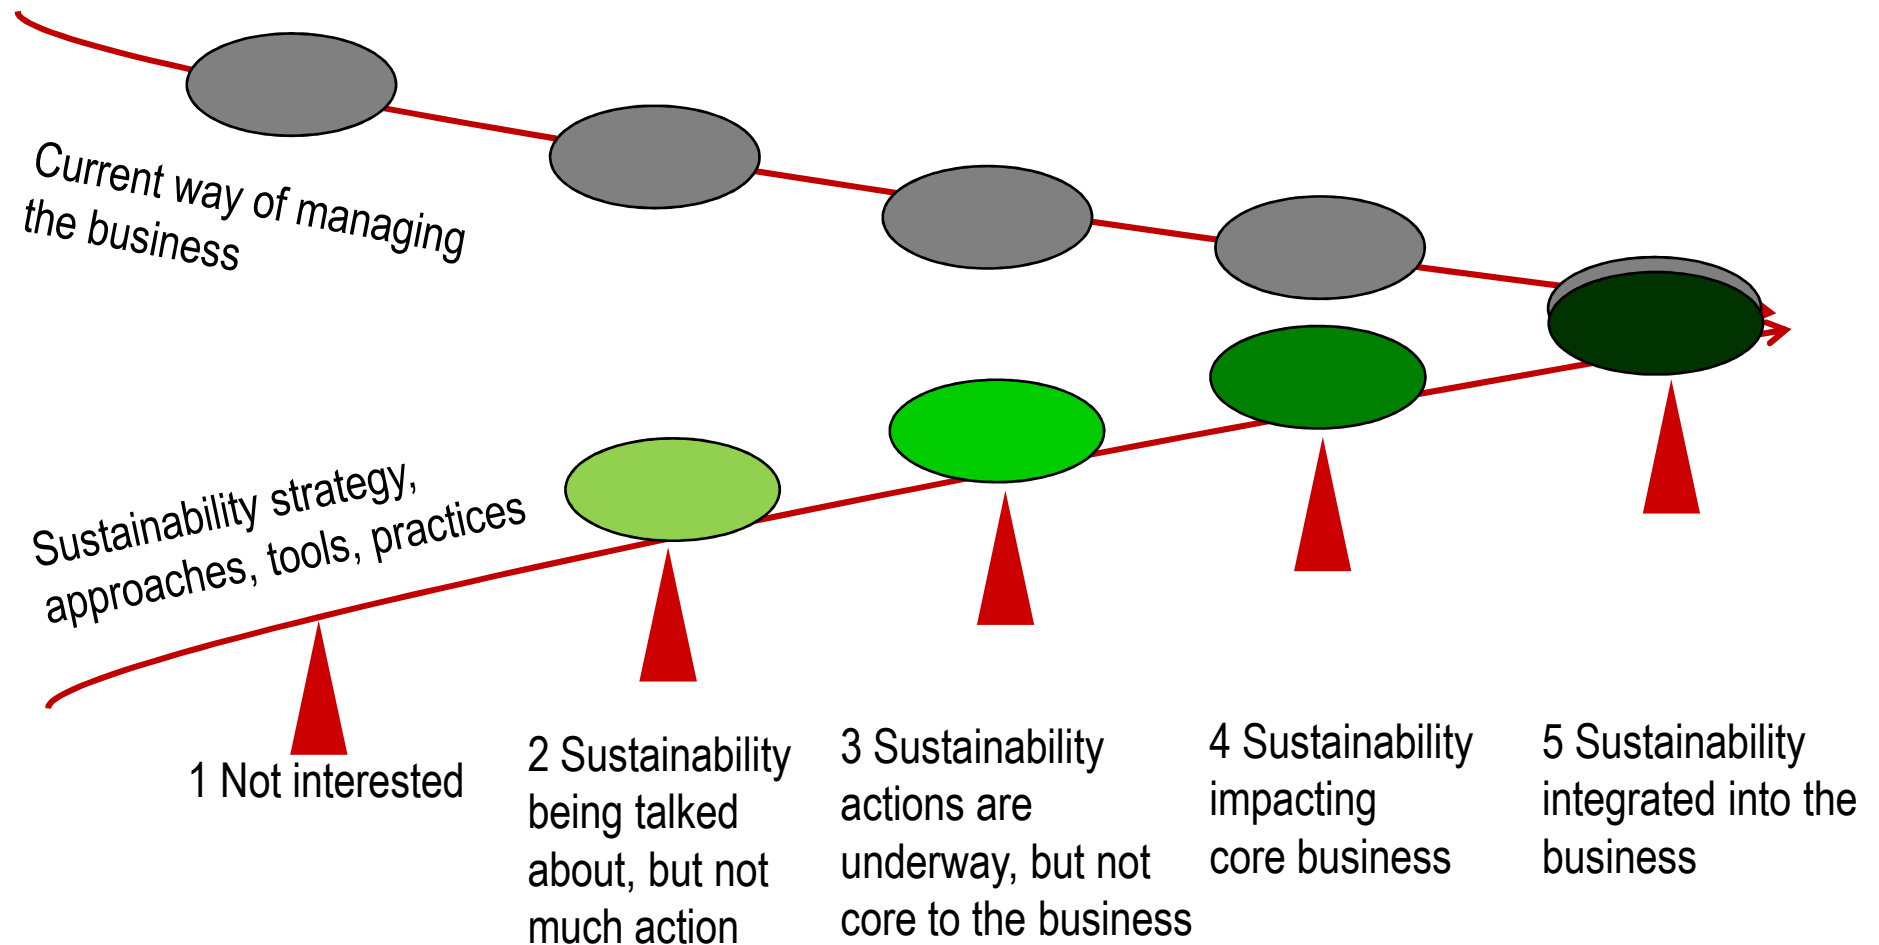 Current way of managing
the business
Sustainability strategy,
approaches, tools, practices
1 Not interested
2 Sustainability
being talked
about, but not
much action
3 Sustainability
actions are
underway, but not
core to the business
4 Sustainability
impacting
core business
5 Sustainability
integrated into the
business